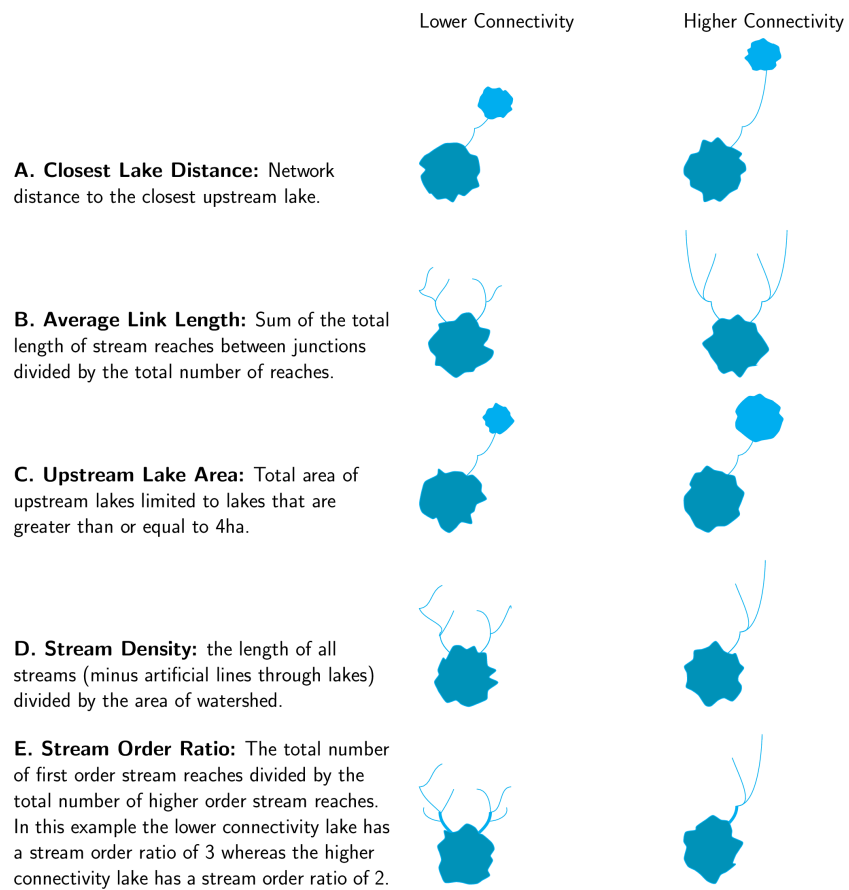 Lower Connectivity
Higher Connectivity
A. Closest Lake Distance: Network
distance to the closest upstream lake.
B. Average Link Length: Sum of the total
length of stream reaches between junctions
divided by the total number of reaches.
C. Upstream Lake Area: Total area of
upstream lakes limited to lakes that are
greater than or equal to 4ha.
D. Stream Density: the length of all
streams (minus artificial lines through lakes)
divided by the area of watershed.
E. Stream Order Ratio: The total number
of first order stream reaches divided by the
total number of higher order stream reaches.
In this example the lower connectivity lake has
a stream order ratio of 3 whereas the higher
connectivity lake has a stream order ratio of 2.